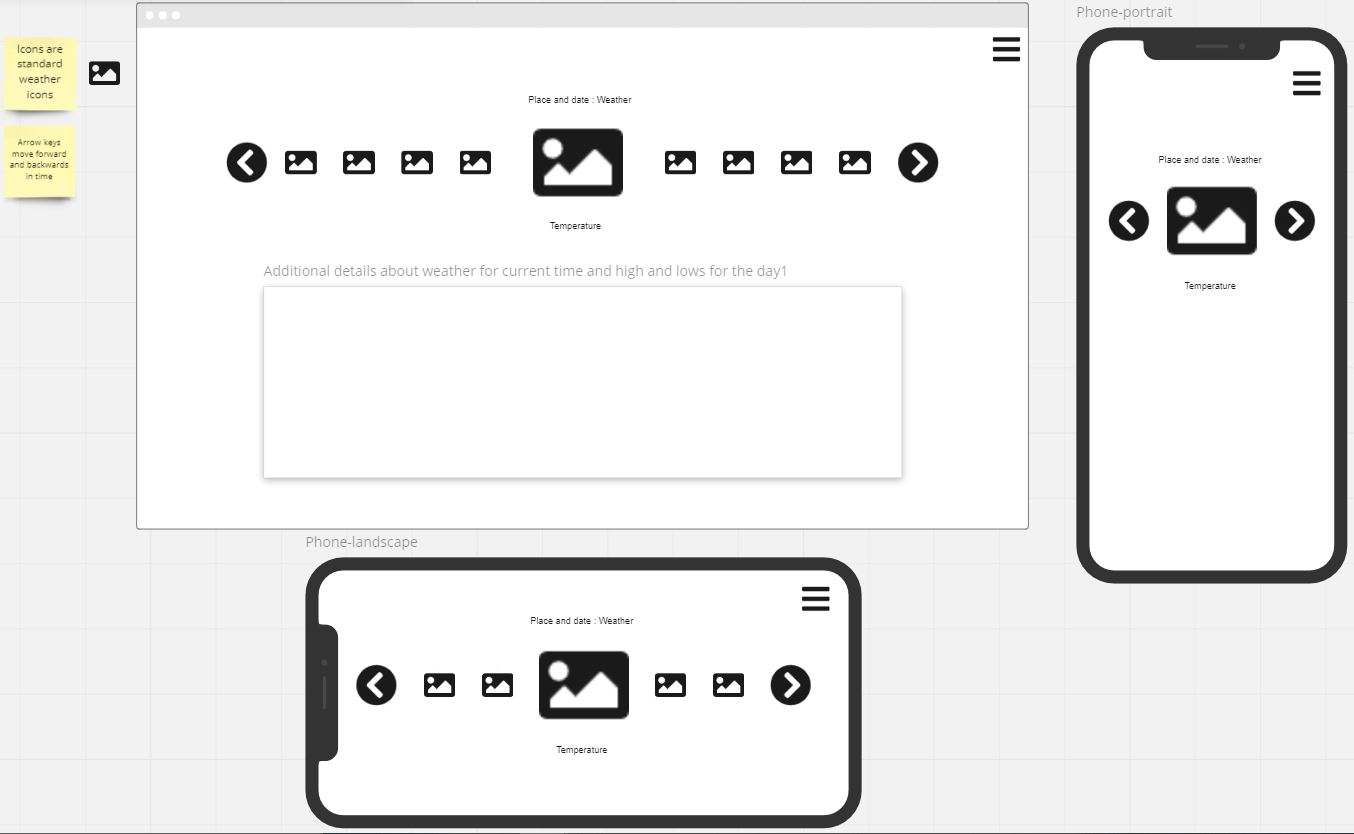 Phone-portrait
Icons are
standard
weather
icons
Arrow keys
move forward
and backwards
in time
Place and date : Weather
Temperature
Additional details about weather for current time and high and lows for the day1
Place and date : Weather
Temperature
Phone-landscape
Place and date : Weather
Temperature